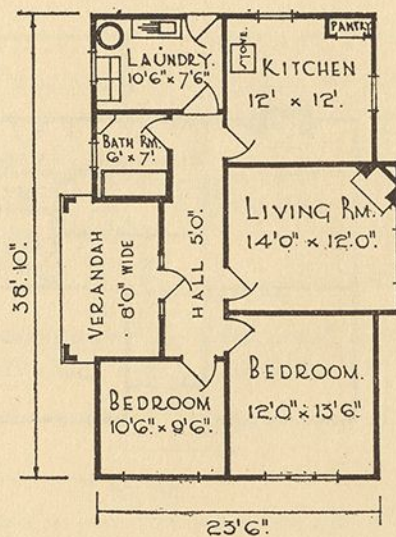 LAUNDRY.
10'6" x 7'6"
STOVE.
PANTRY
KITCHEN
12' x 12'.
BATH RM.
6' x 7'.
LIVING RM.
14'0" x 12'.0".
HALL 5'.0"
VERANDAH
8'.0" WIDE
38'.10"
BEDROOM
10'6" x 9'6".
BEDROOM.
12'.0" x 13'6"
23'6"